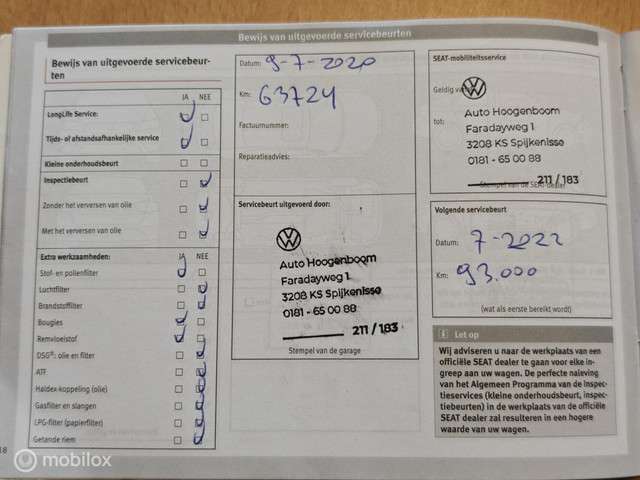 Bewijs van uitgevoerde servicebeurten
Bewijs van uitgevoerde servicebeur-
ten
JA NEE
LongLife Service:
Tijds- of afstandsafhankelijke service
Kleine onderhoudsbeurt
Inspectiebeurt
Zonder het verversen van olie
Met het verversen van olie
Extra werkzaamheden: JA NEE
Stof- en pollenfilter
Luchtfilter
Brandstoffilter
Bougies
Remvloeistof
DSG®: olie en filter
ATF
Haldex-koppeling (olie)
Gasfilter en slangen
LPG-filter (papierfilter)
Getande riem
Datum: 9-7-2020
Km: 63724
Factuurnummer:
Reparatieadvies:
Servicebeurt uitgevoerd door:
Auto Hoogenboom
Faradayweg 1
3208 KS Spijkenisse
0181 - 65 00 88
211 / 183
Stempel van de garage
SEAT-mobiliteitsservice
Geldig
tot:
Auto Hoogenboom
Faradayweg 1
3208 KS Spijkenisse
0181 - 65 00 88
211 / 183
Stempel van de SEAT-dealer
Volgende servicebeurt
Datum: 7-2022
Km: 93.000
(wat als eerste bereikt wordt)
Let op
Wij adviseren u naar de werkplaats van een
officiële SEAT dealer te gaan voor elke in-
greep aan uw wagen. De perfecte naleving
van het Algemeen Programma van de inspec-
tieservices (kleine onderhoudsbeurt, inspec-
tiebeurten) in de werkplaats van de officiële
SEAT dealer zal resulteren in een hogere
waarde van uw wagen.
18
mobilox